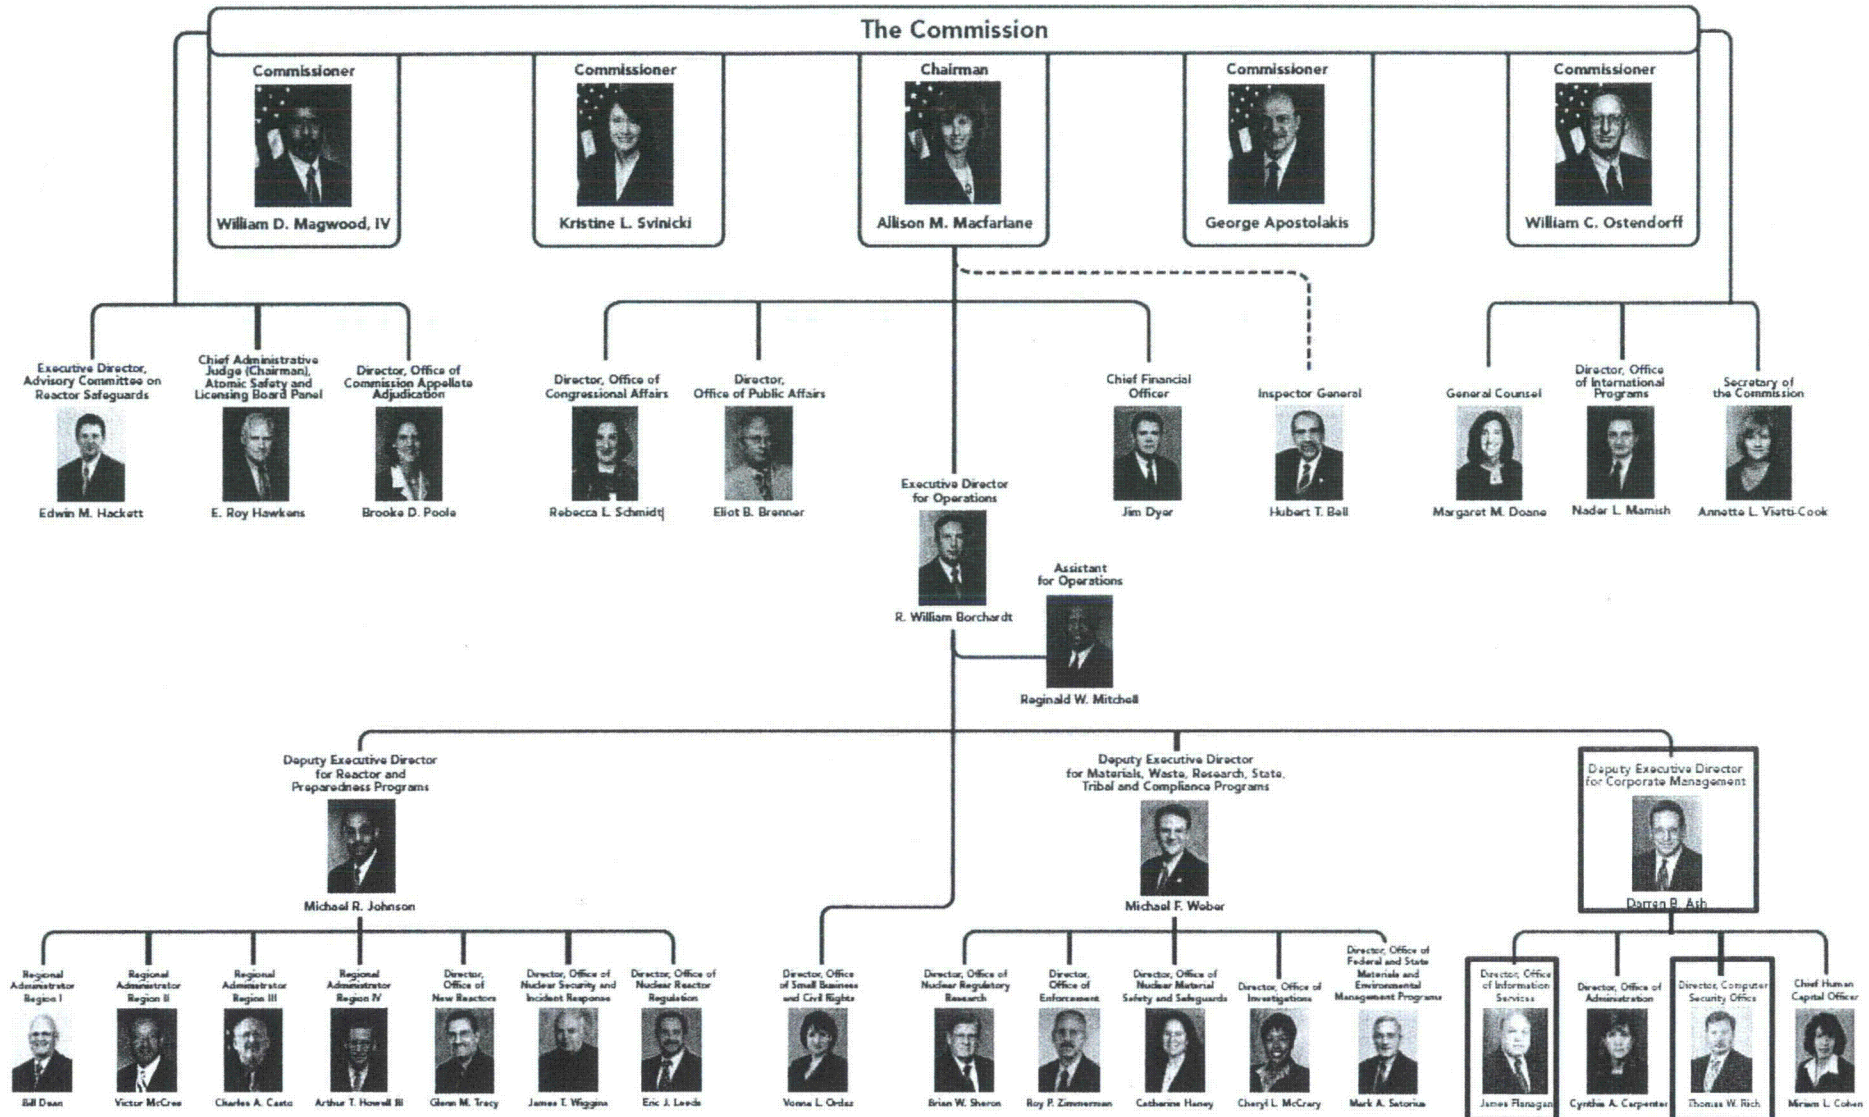 The Commission
Commissioner
William D. Magwood, IV
Commissioner
Kristine L. Svinicki
Chairman
Allison M. Macfarlane
Commissioner
George Apostolakis
Commissioner
William C. Ostendorff
Executive Director,
Advisory Committee on
Reactor Safeguards
Edwin M. Hackett
Chief Administrative
Judge (Chairman),
Atomic Safety and
Licensing Board Panel
E. Roy Hawkens
Director, Office of
Commission Appellate
Adjudication
Brooke D. Poole
Director, Office of
Congressional Affairs
Rebecca L. Schmidt
Director,
Office of Public Affairs
Eliot B. Brenner
Chief Financial
Officer
Jim Dyer
Inspector General
Hubert T. Bell
General Counsel
Margaret M. Doane
Director, Office
of International
Programs
Nader L. Mamish
Secretary of
the Commission
Annette L. Vietti-Cook
Executive Director
for Operations
R. William Borchardt
Assistant
for Operations
Reginald W. Mitchell
Deputy Executive Director
for Reactor and
Preparedness Programs
Michael R. Johnson
Deputy Executive Director
for Materials, Waste, Research, State,
Tribal and Compliance Programs
Michael F. Weber
Deputy Executive Director
for Corporate Management
Darren B. Ash
Regional
Administrator
Region I
Bill Dean
Regional
Administrator
Region II
Victor McCree
Regional
Administrator
Region III
Charles A. Casto
Regional
Administrator
Region IV
Arthur T. Howell III
Director,
Office of
New Reactors
Glenn M. Tracy
Director, Office of
Nuclear Security and
Incident Response
James T. Wiggins
Director, Office of
Nuclear Reactor
Regulation
Eric J. Leeds
Director, Office
of Small Business
and Civil Rights
Vonna L. Ordaz
Director, Office of
Nuclear Regulatory
Research
Brian W. Sheron
Director,
Office of
Enforcement
Roy P. Zimmerman
Director, Office of
Nuclear Material
Safety and Safeguards
Catherine Haney
Director, Office of
Investigations
Cheryl L. McCrary
Director, Office of
Federal and State
Materials and
Environmental
Management Programs
Mark A. Satorius
Director, Office
of Information
Services
James Flanagan
Director, Office of
Administration
Cynthia A. Carpenter
Director, Computer
Security Office
Thomas W. Rich
Chief Human
Capital Officer
Miriam L. Cohen